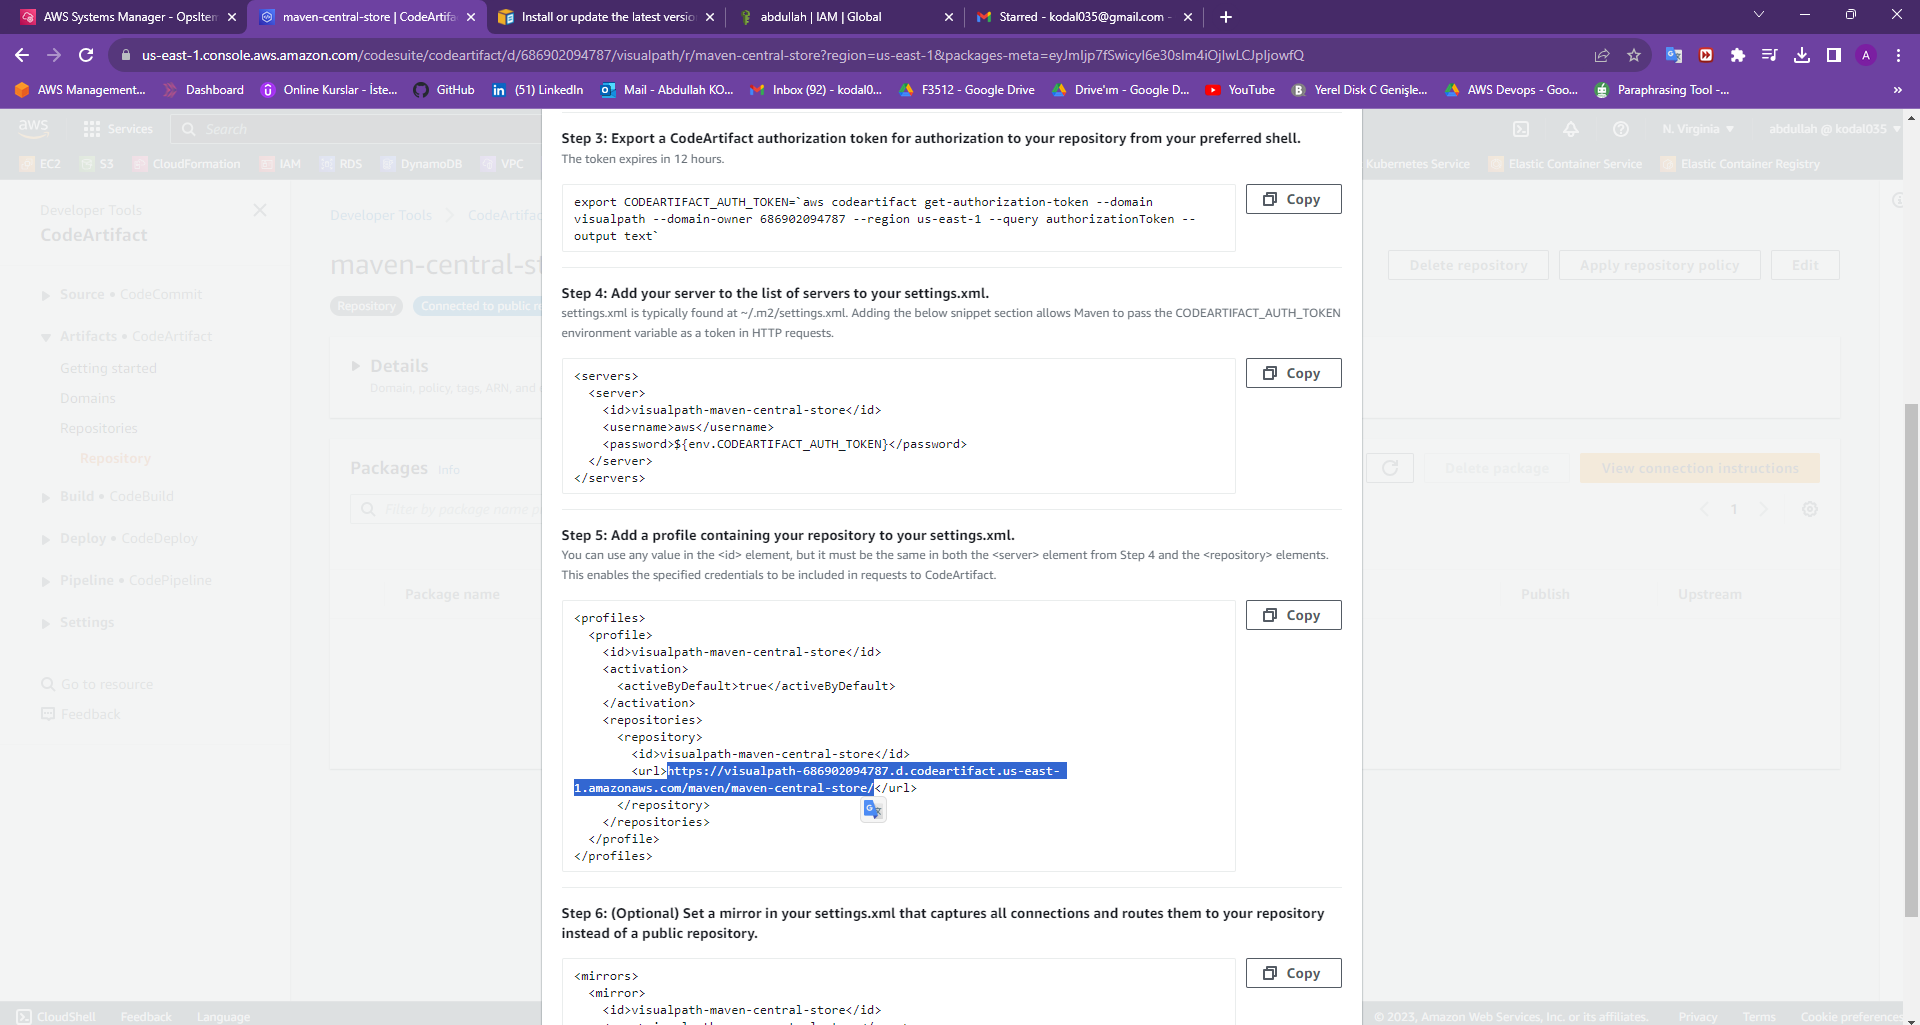 AWS Systems Manager - OpsItem
maven-central-store | CodeArtifa
Install or update the latest versio
abdullah | IAM | Global
Starred - kodal035@gmail.com -
us-east-1.console.aws.amazon.com/codesuite/codeartifact/d/686902094787/visualpath/r/maven-central-store?region=us-east-1&packages-meta=eyJmIjp7fSwicyI6e30sIm4iOjIwLCJpIjowfQ
A
AWS Management...
Dashboard
Online Kurslar - İste...
GitHub
(51) LinkedIn
Mail - Abdullah KO...
Inbox (92) - kodal0...
F3512 - Google Drive
Drive'ım - Google D...
YouTube
Yerel Disk C Genişle...
AWS Devops - Goo...
Paraphrasing Tool -...
aws
Services
Search
N. Virginia
abdullah @ kodal035
EC2
S3
CloudFormation
IAM
RDS
DynamoDB
VPC
Kubernetes Service
Elastic Container Service
Elastic Container Registry
Developer Tools
CodeArtifact
Source • CodeCommit
Artifacts • CodeArtifact
Getting started
Domains
Repositories
Repository
Build • CodeBuild
Deploy • CodeDeploy
Pipeline • CodePipeline
Settings
Go to resource
Feedback
Developer Tools
CodeArtifac
maven-central-st
Repository
Connected to public re
Delete repository
Apply repository policy
Edit
Details
Domain, policy, tags, ARN, and
Packages
Info
Delete package
View connection instructions
Filter by package name p
1
Package name
Publish
Upstream
Step 3: Export a CodeArtifact authorization token for authorization to your repository from your preferred shell.
The token expires in 12 hours.
export CODEARTIFACT_AUTH_TOKEN=`aws codeartifact get-authorization-token --domain
visualpath --domain-owner 686902094787 --region us-east-1 --query authorizationToken --
output text`
Copy
Step 4: Add your server to the list of servers to your settings.xml.
settings.xml is typically found at ~/.m2/settings.xml. Adding the below snippet section allows Maven to pass the CODEARTIFACT_AUTH_TOKEN
environment variable as a token in HTTP requests.
<servers>
<server>
<id>visualpath-maven-central-store</id>
<username>aws</username>
<password>${env.CODEARTIFACT_AUTH_TOKEN}</password>
</server>
</servers>
Copy
Step 5: Add a profile containing your repository to your settings.xml.
You can use any value in the <id> element, but it must be the same in both the <server> element from Step 4 and the <repository> elements.
This enables the specified credentials to be included in requests to CodeArtifact.
<profiles>
<profile>
<id>visualpath-maven-central-store</id>
<activation>
<activeByDefault>true</activeByDefault>
</activation>
<repositories>
<repository>
<id>visualpath-maven-central-store</id>
<url>https://visualpath-686902094787.d.codeartifact.us-east-
1.amazonaws.com/maven/maven-central-store/</url>
</repository>
</repositories>
</profile>
</profiles>
Copy
Step 6: (Optional) Set a mirror in your settings.xml that captures all connections and routes them to your repository
instead of a public repository.
<mirrors>
<mirror>
<id>visualpath-maven-central-store</id>
Copy
CloudShell
Feedback
Language
© 2023, Amazon Web Services, Inc. or its affiliates.
Privacy
Terms
Cookie preferences